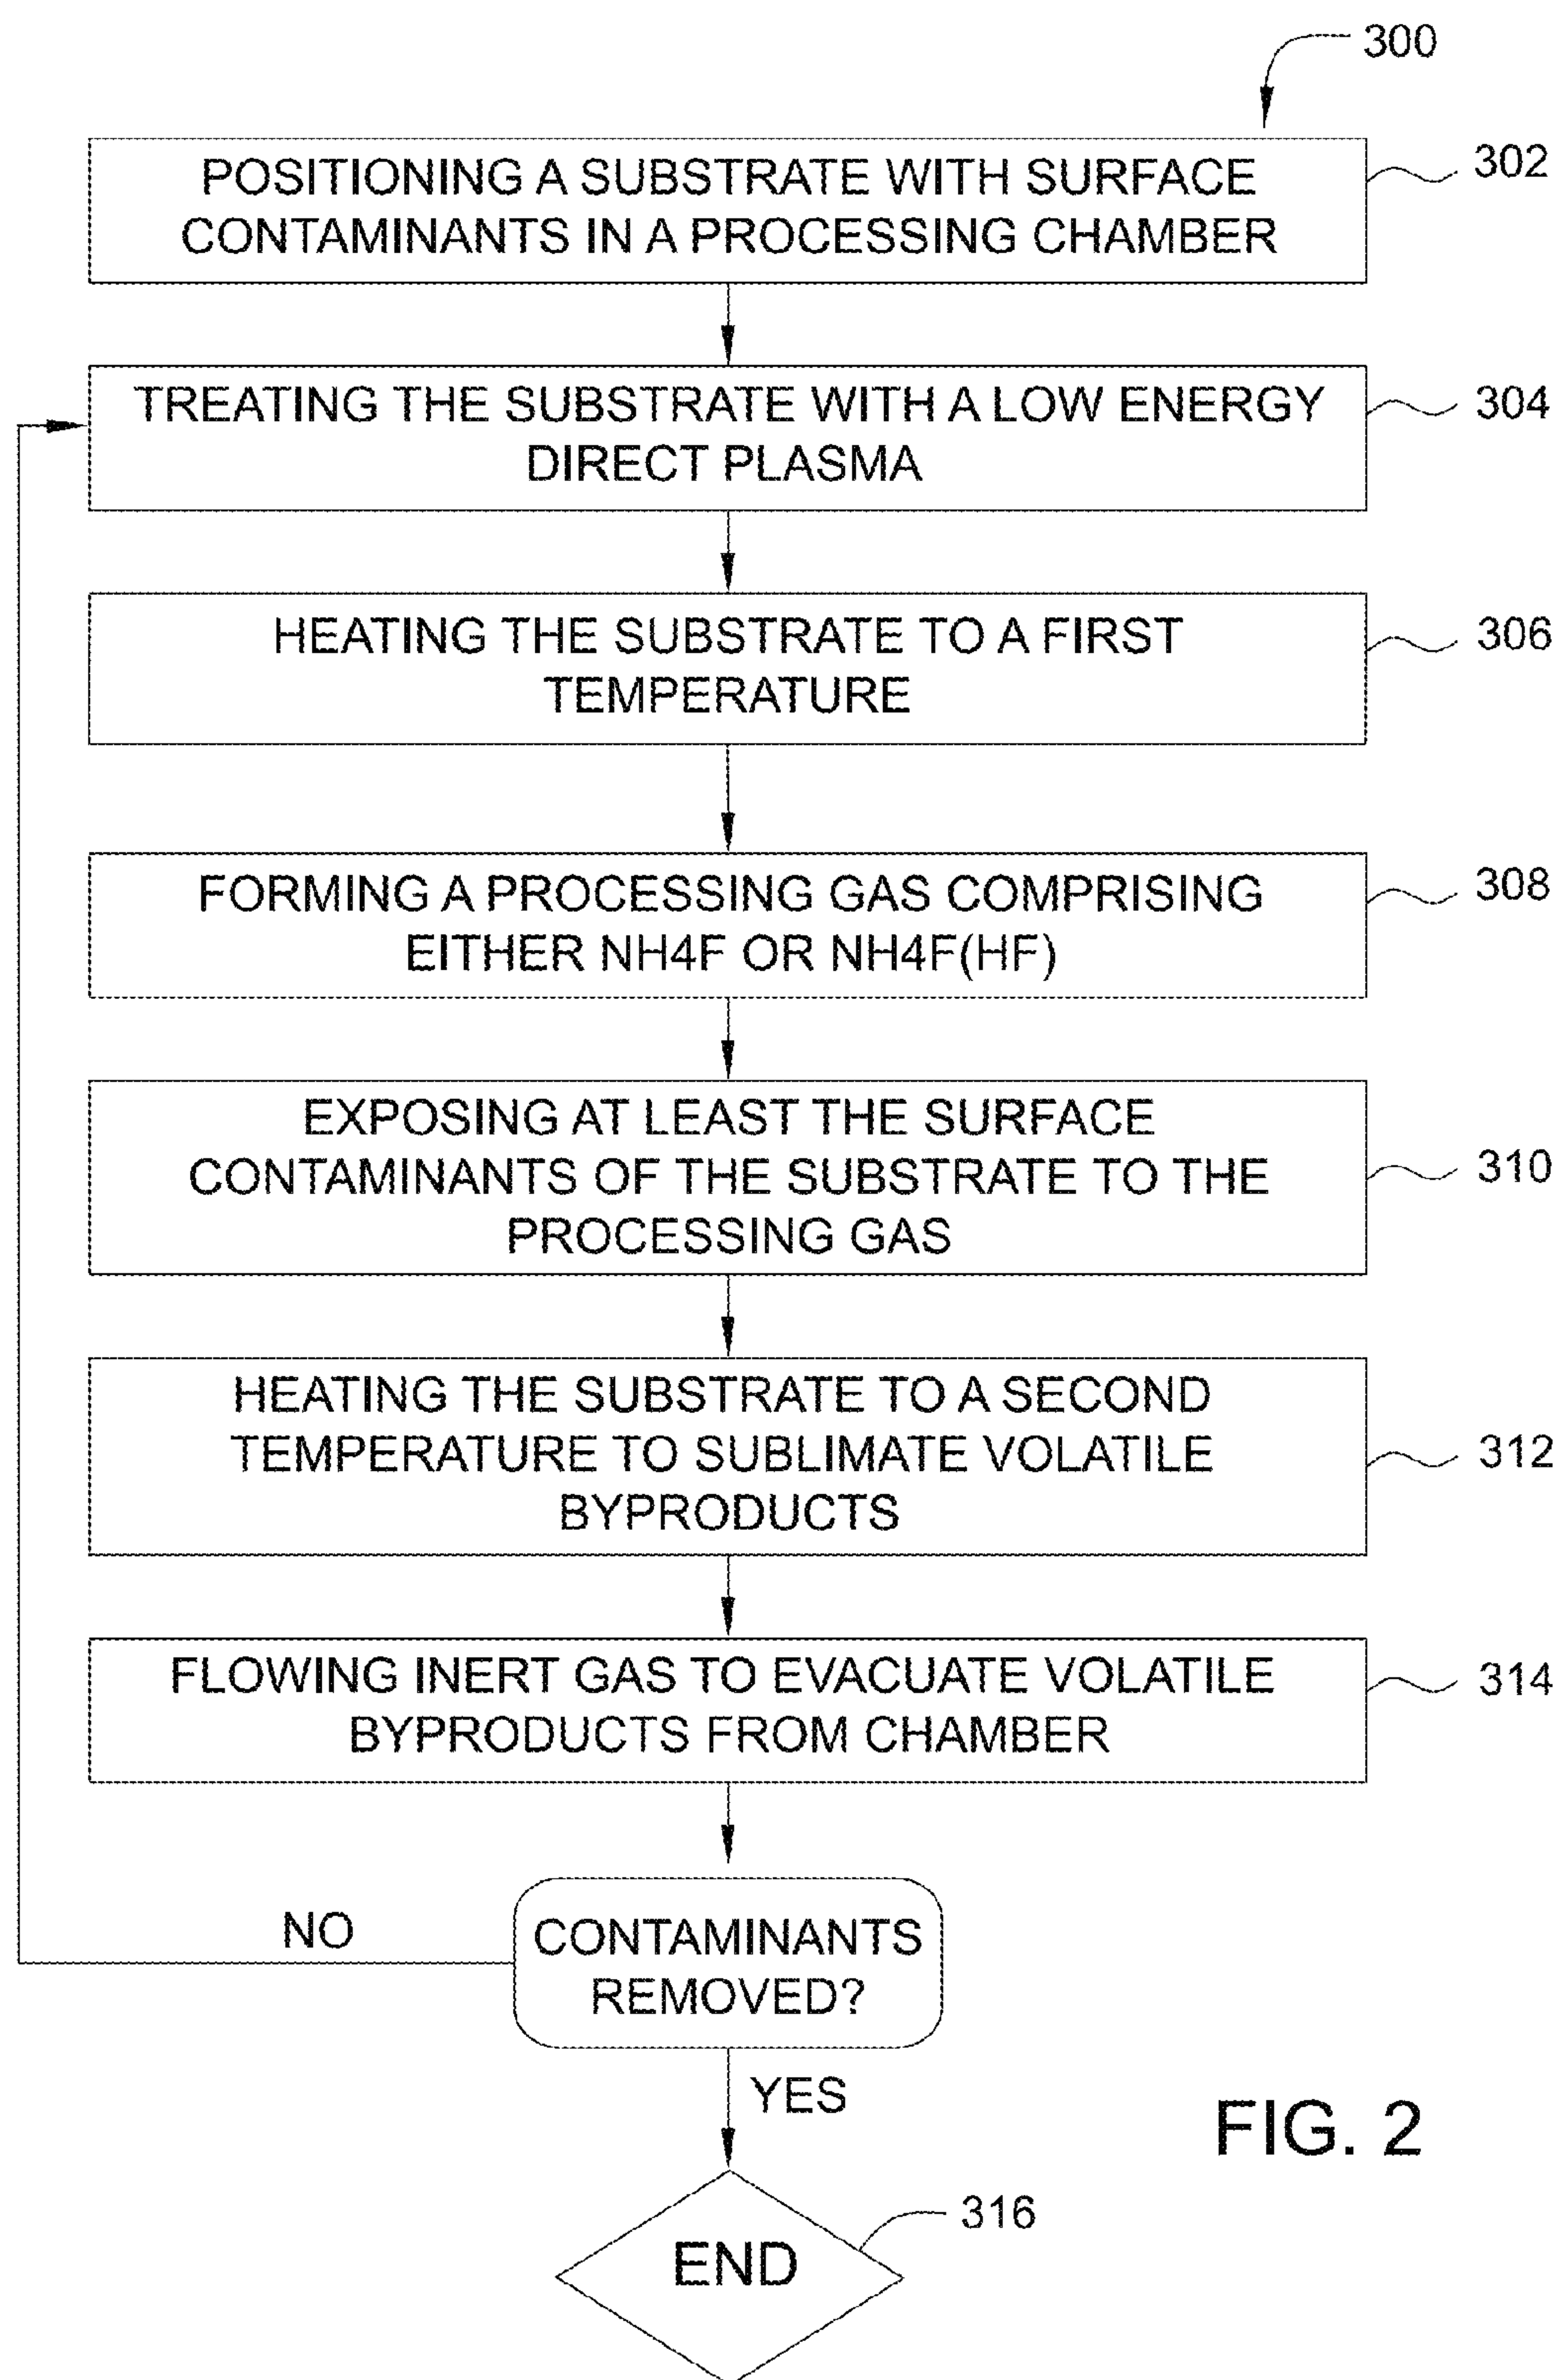 300
POSITIONING A SUBSTRATE WITH SURFACE
CONTAMINANTS IN A PROCESSING CHAMBER
302
TREATING THE SUBSTRATE WITH A LOW ENERGY
DIRECT PLASMA
304
HEATING THE SUBSTRATE TO A FIRST
TEMPERATURE
306
FORMING A PROCESSING GAS COMPRISING
EITHER NH4F OR NH4F(HF)
308
EXPOSING AT LEAST THE SURFACE
CONTAMINANTS OF THE SUBSTRATE TO THE
PROCESSING GAS
310
HEATING THE SUBSTRATE TO A SECOND
TEMPERATURE TO SUBLIMATE VOLATILE
BYPRODUCTS
312
FLOWING INERT GAS TO EVACUATE VOLATILE
BYPRODUCTS FROM CHAMBER
314
NO
CONTAMINANTS
REMOVED?
YES
FIG. 2
316
END